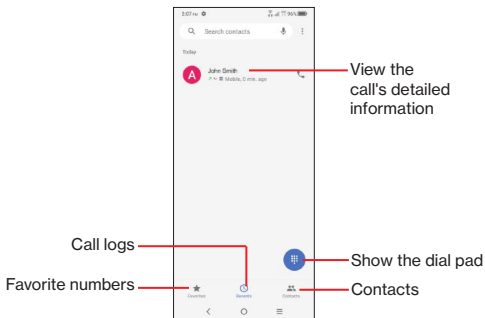 2:07 PM
96%
Search contacts
Today
John Smith
Mobile, 2 min. ago
A
View the
call's detailed
information
Call logs
Show the dial pad
Favorite numbers
Contacts
Favorites
Recents
Contacts